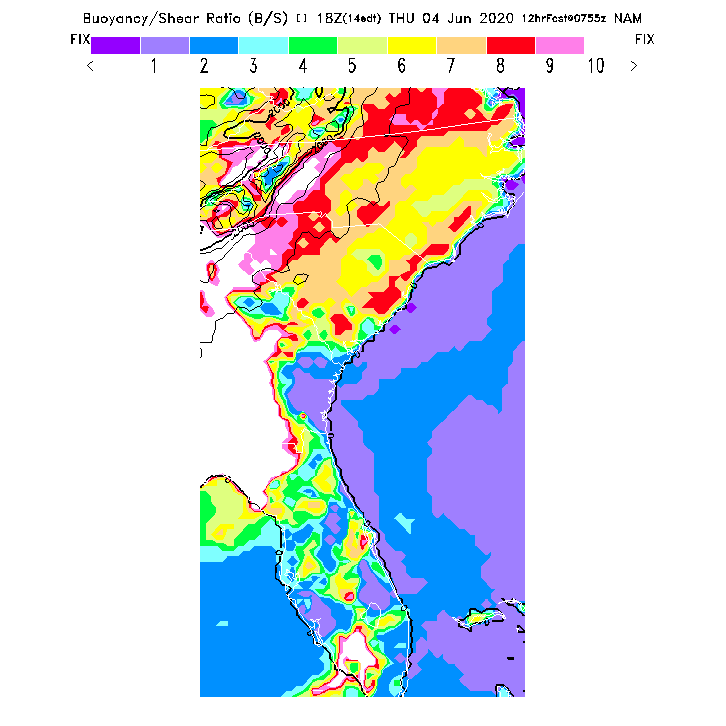 Buoyancy/Shear Ratio (B/S) [] 18Z(14edt) THU 04 Jun 2020 12hrFcst@0755z NAM
FIX FIX
< 1 2 3 4 5 6 7 8 9 10 >